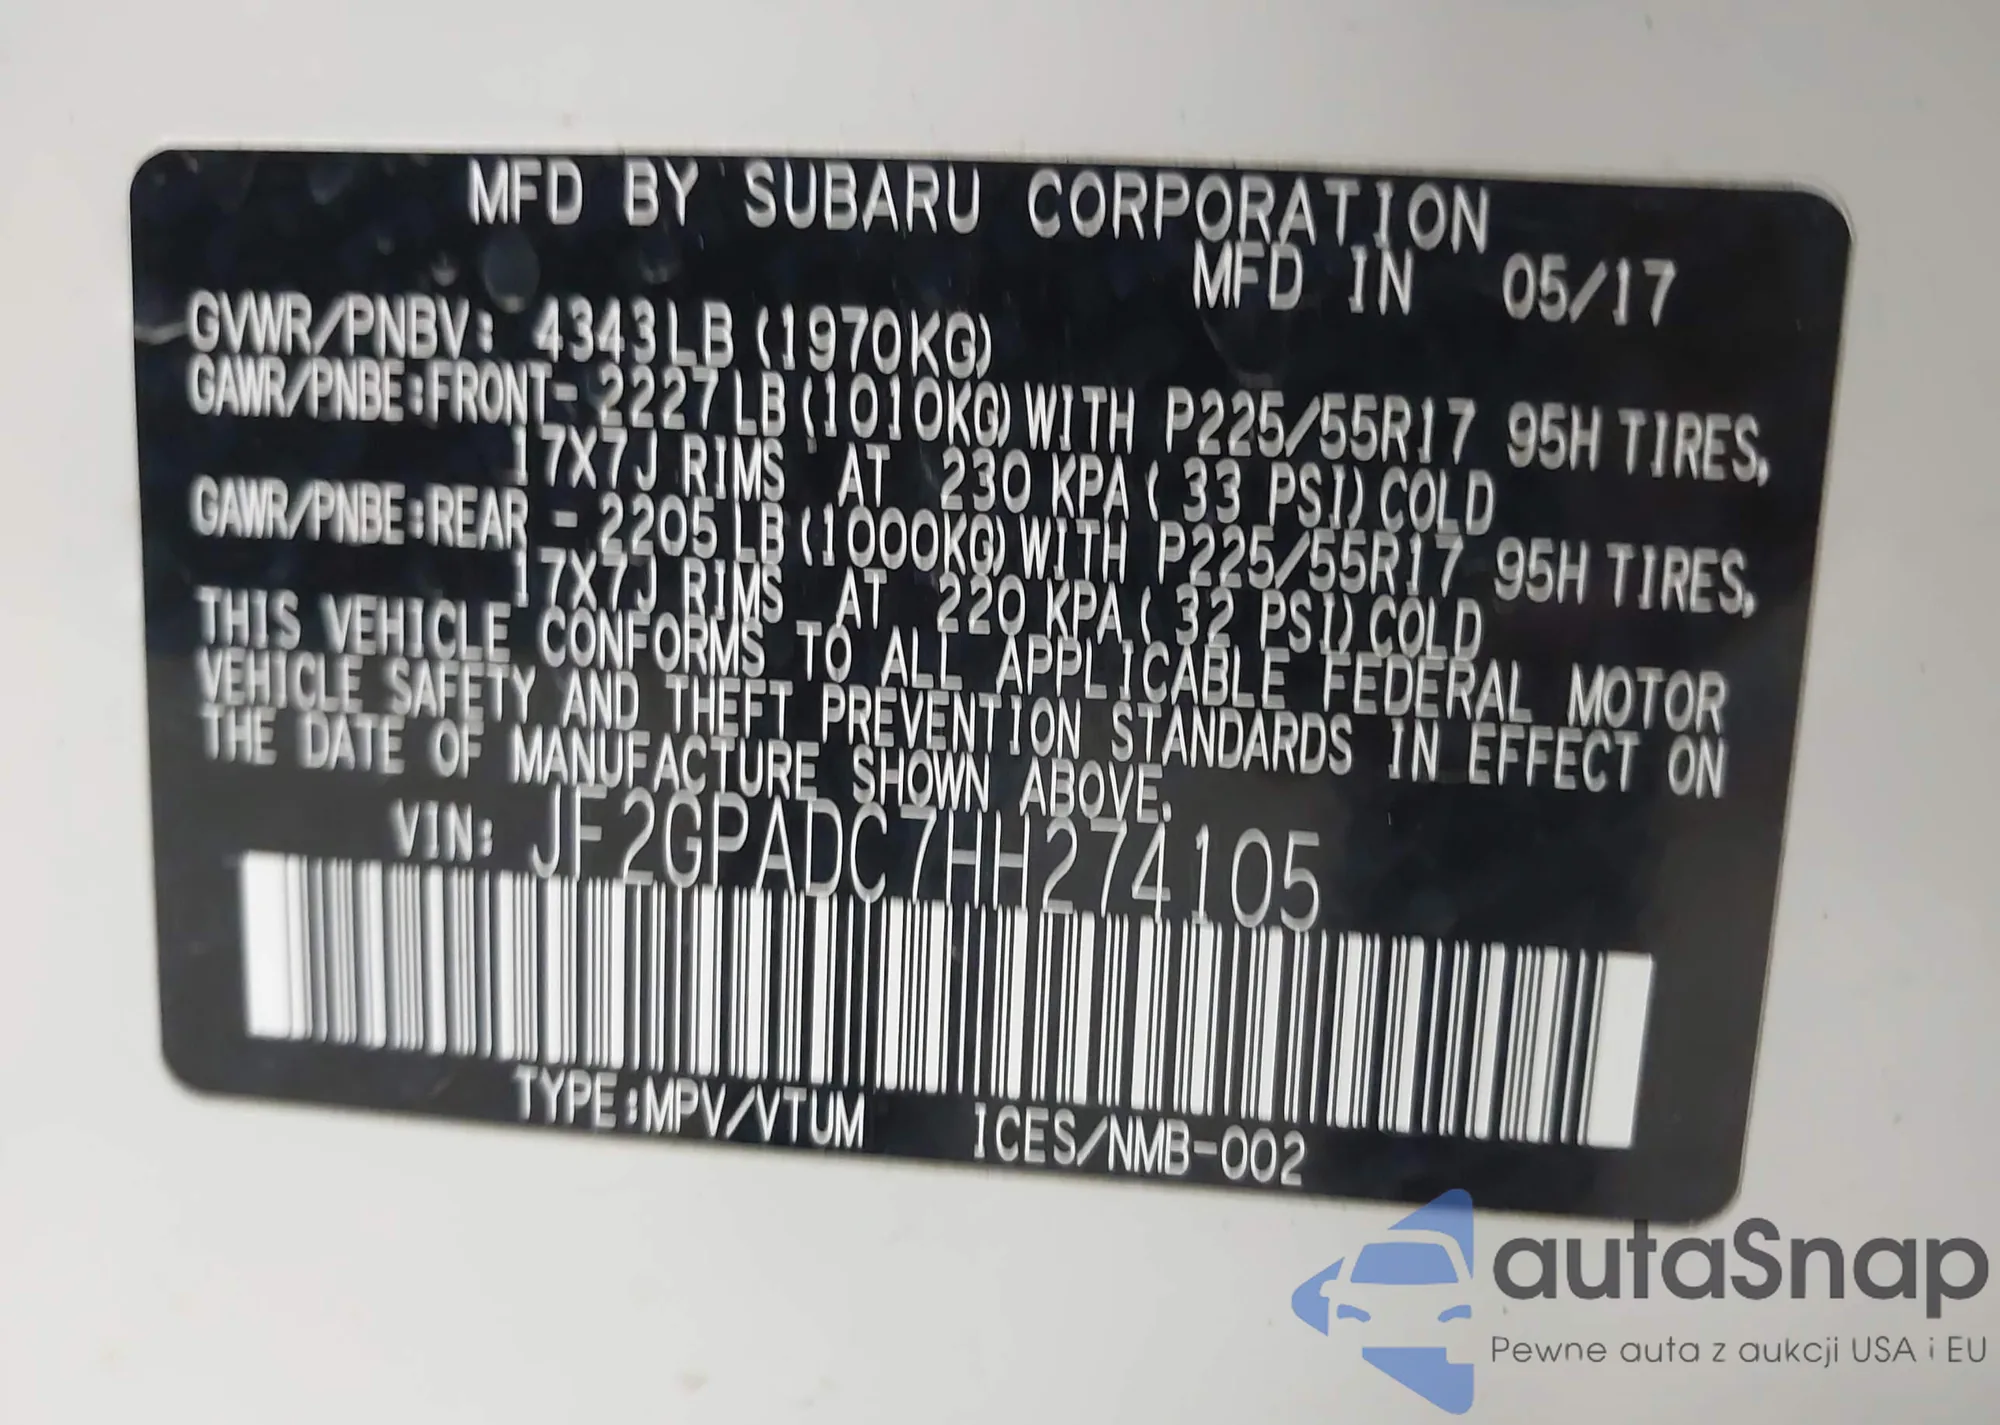 MFD BY SUBARU CORPORATION
MFD IN 05/17
GVWR/PNBV: 4343LB (1970KG)
GAWR/PNBE:FRONT- 2227LB (1010KG) WITH P225/55R17 95H TIRES,
17X7J RIMS AT 230 KPA ( 33 PSI) COLD
GAWR/PNBE:REAR - 2205LB (1000KG) WITH P225/55R17 95H TIRES,
17X7J RIMS AT 220 KPA ( 32 PSI) COLD
THIS VEHICLE CONFORMS TO ALL APPLICABLE FEDERAL MOTOR
VEHICLE SAFETY AND THEFT PREVENTION STANDARDS IN EFFECT ON
THE DATE OF MANUFACTURE SHOWN ABOVE.
VIN: JF2GPADC7HH274105
TYPE:MPV/VTUM ICES/NMB-002
autaSnap
Pewne auta z aukcji USA i EU